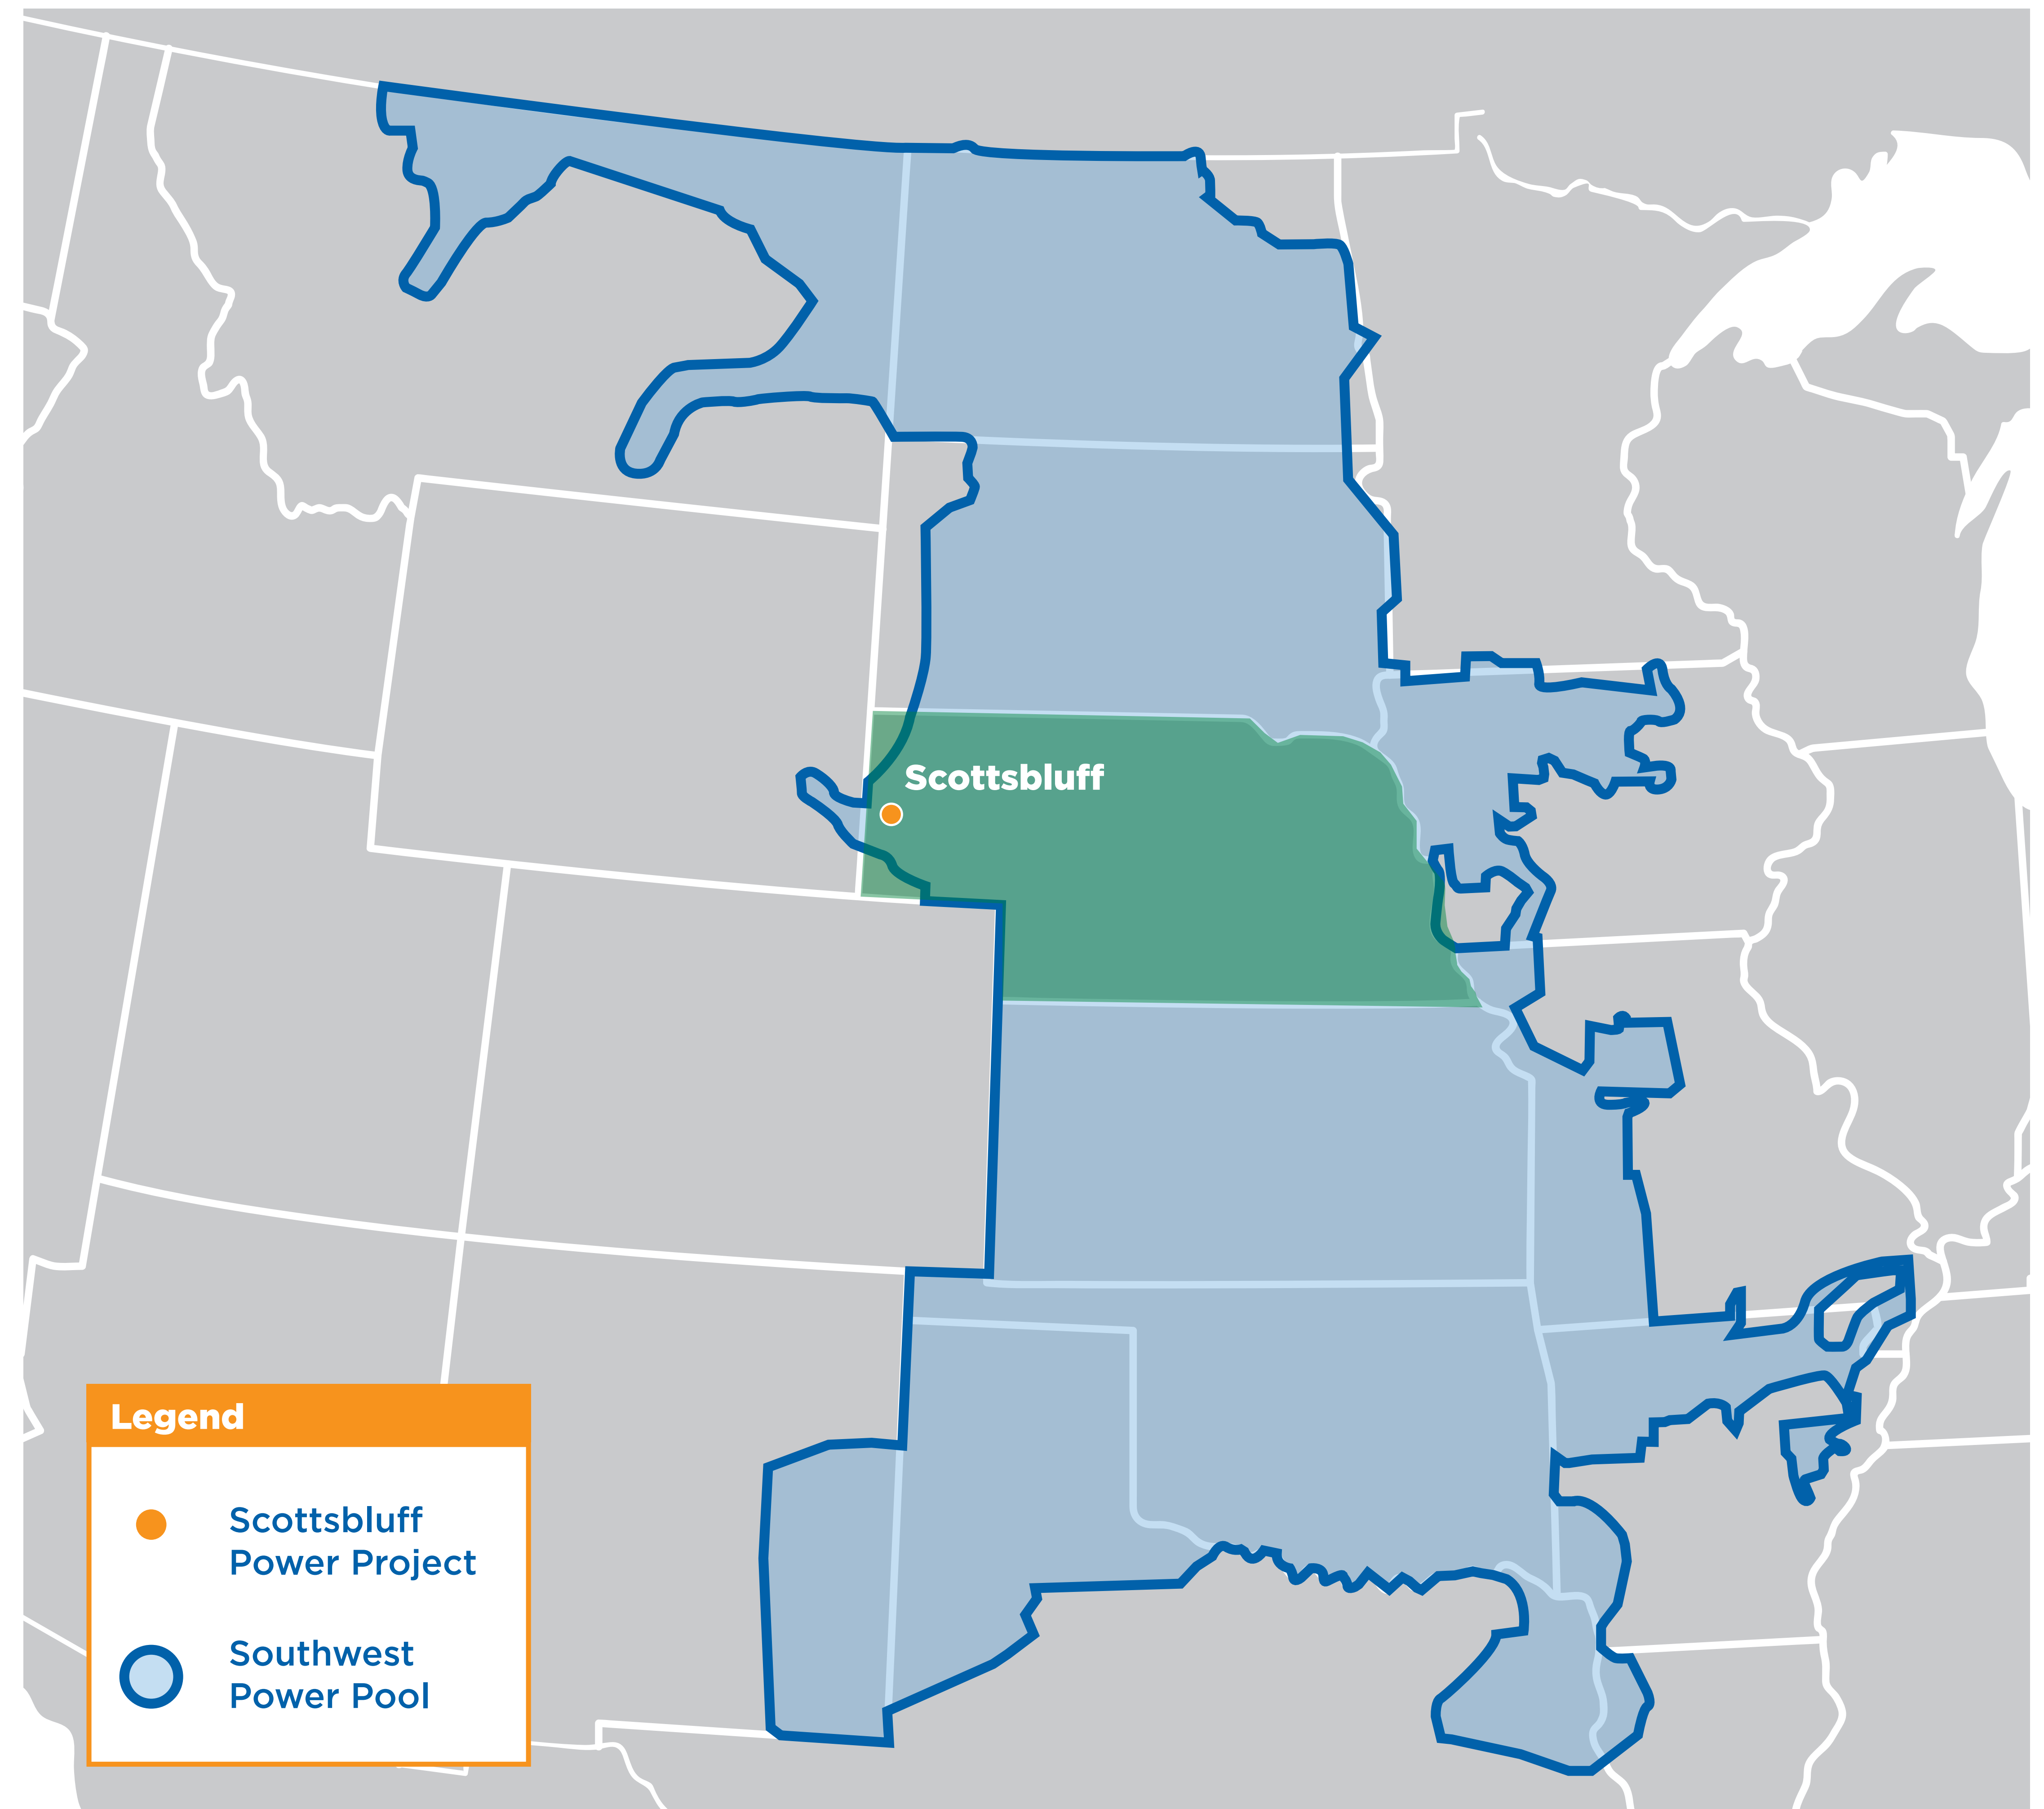 Scottsbluff
Legend
Scottsbluff
Power Project
Southwest
Power Pool